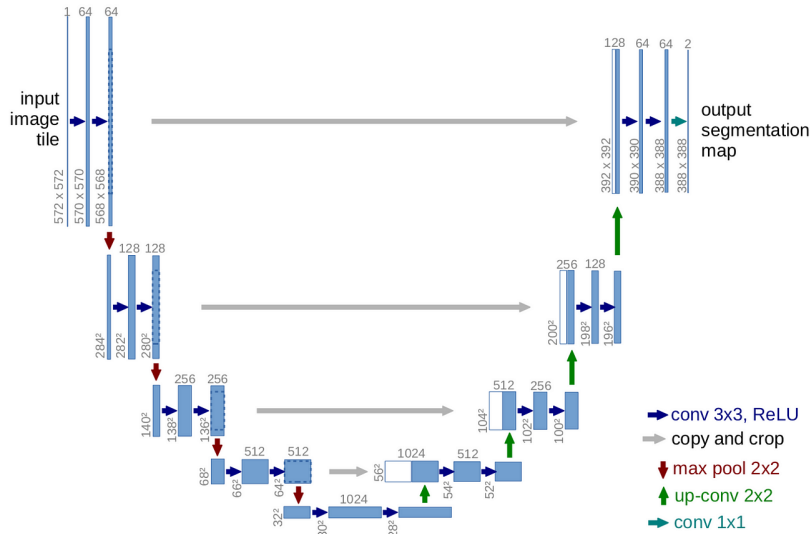 1 64 64
128 64 64 2
input
image
tile
output
segmentation
map
572 x 572
570 x 570
568 x 568
392 x 392
390 x 390
388 x 388
388 x 388
128 128
256 128
284²
282²
280²
200²
198²
196²
256 256
512 256
140²
138²
136²
104²
102²
100²
512 512
1024 512
68²
66²
64²
56²
54²
52²
1024
32²
30²
28²
conv 3x3, ReLU
copy and crop
max pool 2x2
up-conv 2x2
conv 1x1